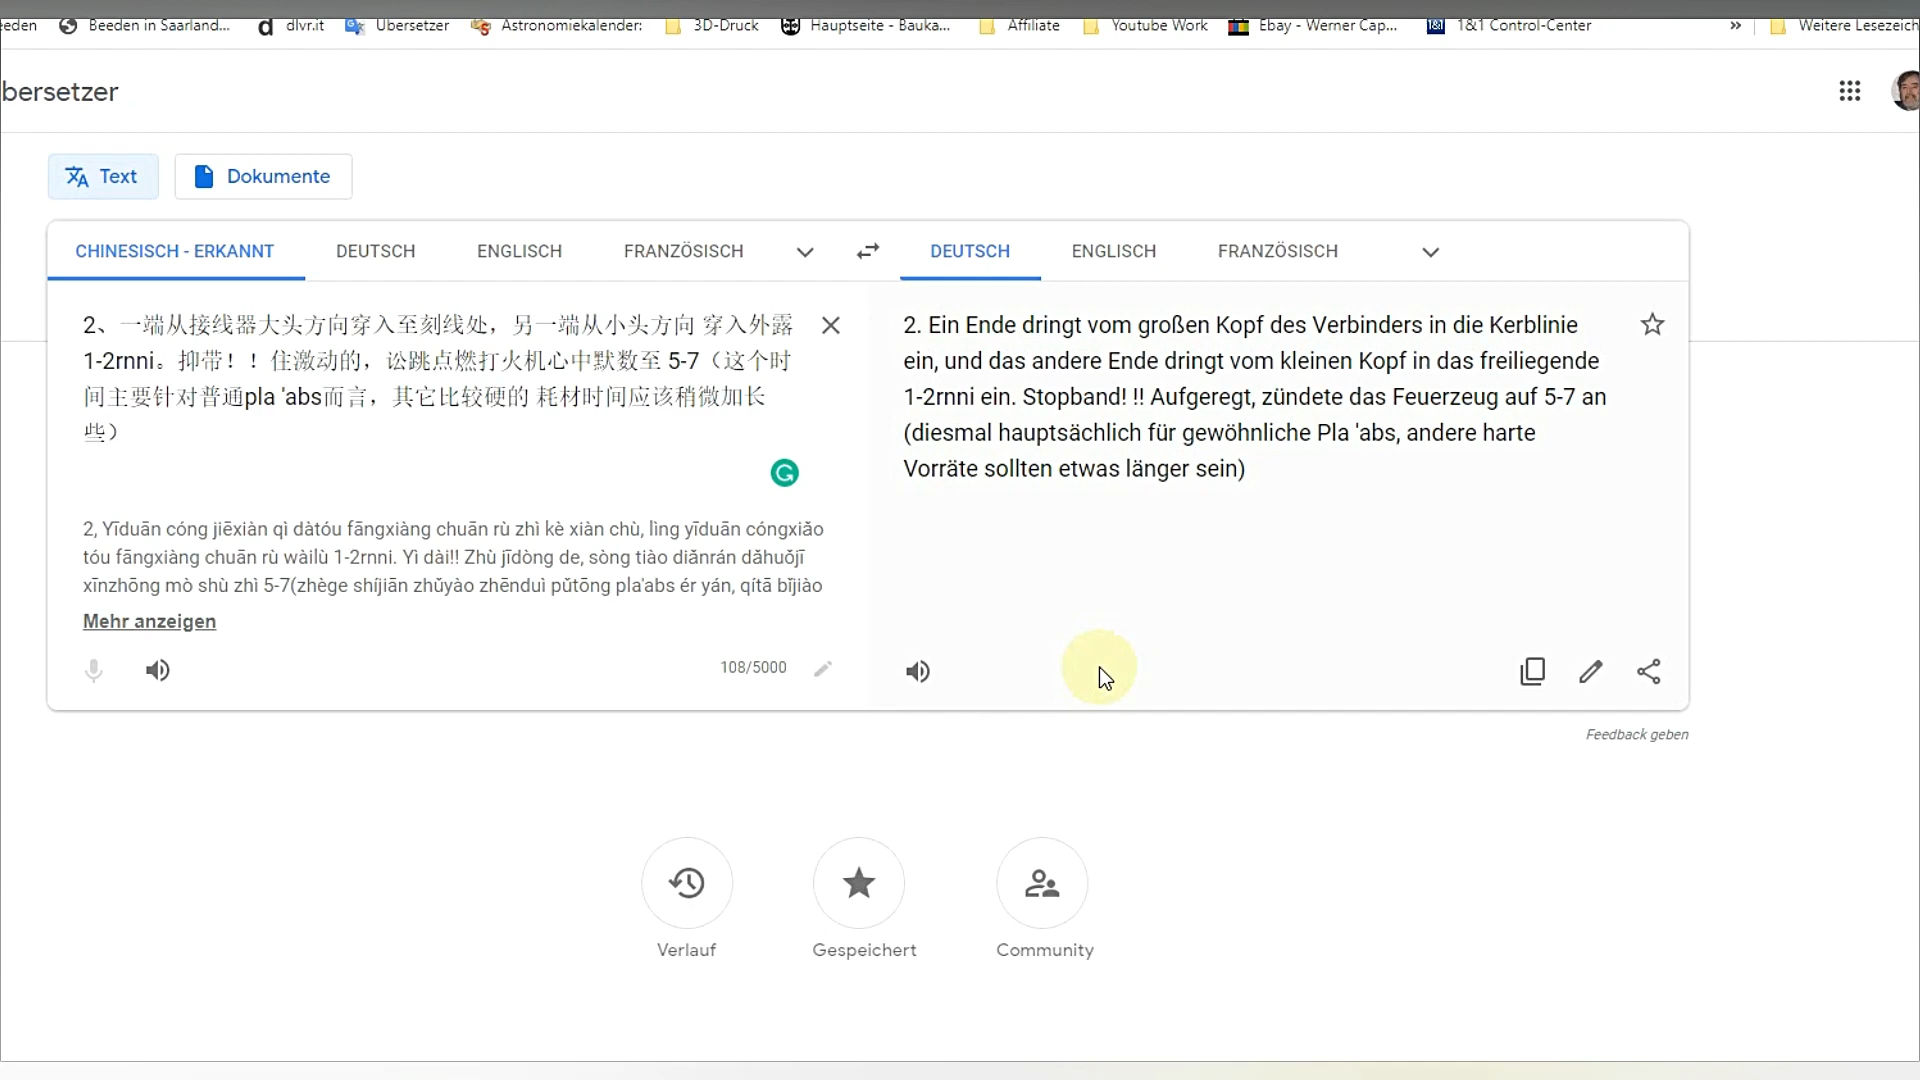 eeden Beeden in Saarland... dlvr.it Übersetzer Astronomiekalender: 3D-Druck Hauptseite - Bauka... Affiliate Youtube Work Ebay - Werner Cap... 1&1 Control-Center » Weitere Lesezeich
bersetzer
Text Dokumente
CHINESISCH - ERKANNT DEUTSCH ENGLISCH FRANZÖSISCH DEUTSCH ENGLISCH FRANZÖSISCH
2、一端从接线器大头方向穿入至刻线处，另一端从小头方向 穿入外露
1-2rnni。抑带！！住激动的，讼跳点燃打火机心中默数至 5-7（这个时
间主要针对普通pla 'abs而言，其它比较硬的 耗材时间应该稍微加长
些）
2. Ein Ende dringt vom großen Kopf des Verbinders in die Kerblinie
ein, und das andere Ende dringt vom kleinen Kopf in das freiliegende
1-2rnni ein. Stopband! !! Aufgeregt, zündete das Feuerzeug auf 5-7 an
(diesmal hauptsächlich für gewöhnliche Pla 'abs, andere harte
Vorräte sollten etwas länger sein)
2, Yīduān cóng jiēxiàn qì dàtóu fāngxiàng chuān rù zhì kè xiàn chù, lìng yīduān cóngxiǎo
tóu fāngxiàng chuān rù wàilù 1-2rnni. Yì dài!! Zhù jīdòng de, sòng tiào diǎnrán dǎhuǒjī
xīnzhōng mò shù zhì 5-7(zhège shíjiān zhǔyào zhēnduì pǔtōng pla'abs ér yán, qítā bǐjiào
Mehr anzeigen
108/5000
Feedback geben
Verlauf Gespeichert Community